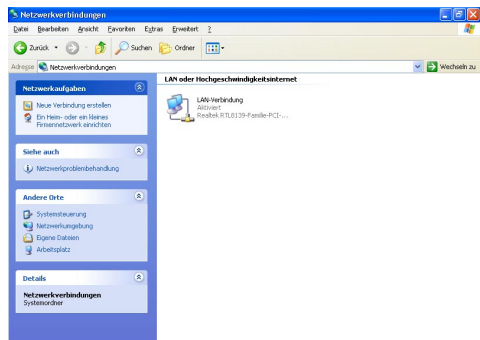 Netzwerkverbindungen
Datei Bearbeiten Ansicht Favoriten Extras Erweitert ?
Zurück Suchen Ordner
Adresse Netzwerkverbindungen Wechseln zu
Netzwerkaufgaben
Neue Verbindung erstellen
Ein Heim- oder ein kleines
Firmennetzwerk einrichten
Siehe auch
Netzwerkproblembehandlung
Andere Orte
Systemsteuerung
Netzwerkumgebung
Eigene Dateien
Arbeitsplatz
Details
Netzwerkverbindungen
Systemordner
LAN oder Hochgeschwindigkeitsinternet
LAN-Verbindung
Aktiviert
Realtek RTL8139-Familie-PCI-...